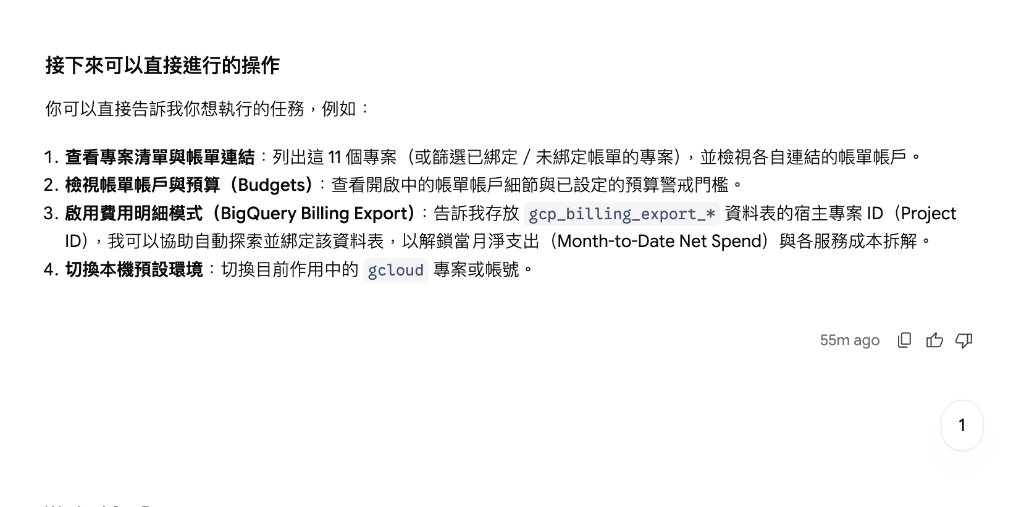 接下來可以直接進行的操作
你可以直接告訴我你想執行的任務，例如：
1. 查看專案清單與帳單連結：列出這 11 個專案（或篩選已綁定 / 未綁定帳單的專案），並檢視各自連結的帳單帳戶。
2. 檢視帳單帳戶與預算（Budgets）：查看開啟中的帳單帳戶細節與已設定的預算警戒門檻。
3. 啟用費用明細模式（BigQuery Billing Export）：告訴我存放 gcp_billing_export_* 資料表的宿主專案 ID（Project
ID），我可以協助自動探索並綁定該資料表，以解鎖當月淨支出（Month-to-Date Net Spend）與各服務成本拆解。
4. 切換本機預設環境：切換目前作用中的 gcloud 專案或帳號。
55m ago
1